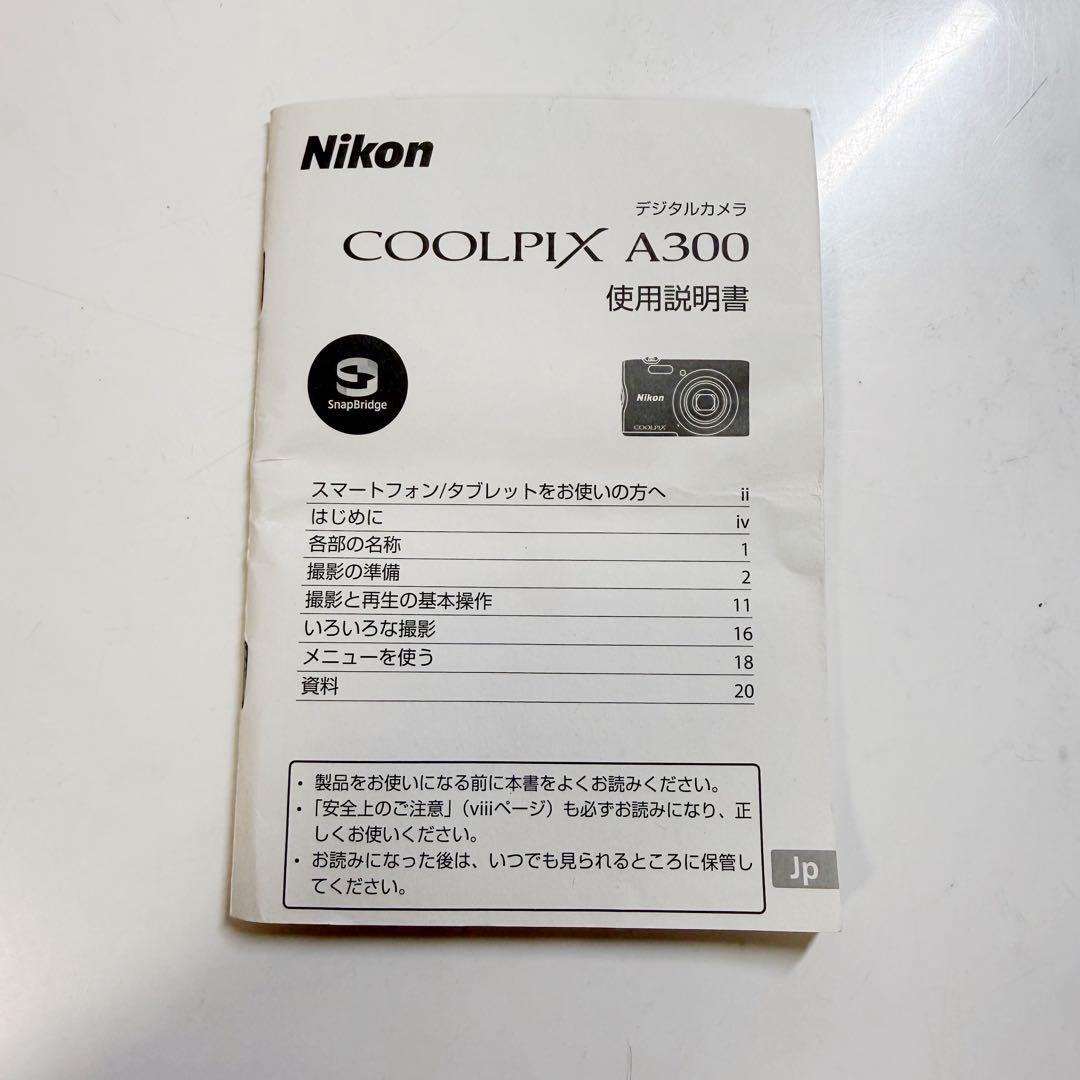 Nikon
デジタルカメラ
COOLPIX A300
使用説明書
SnapBridge
Nikon
COOLPIX
スマートフォン/タブレットをお使いの方へ ii
はじめに iv
各部の名称 1
撮影の準備 2
撮影と再生の基本操作 11
いろいろな撮影 16
メニューを使う 18
資料 20
• 製品をお使いになる前に本書をよくお読みください。
• 「安全上のご注意」（viiiページ）も必ずお読みになり、正
しくお使いください。
• お読みになった後は、いつでも見られるところに保管し
てください。
Jp